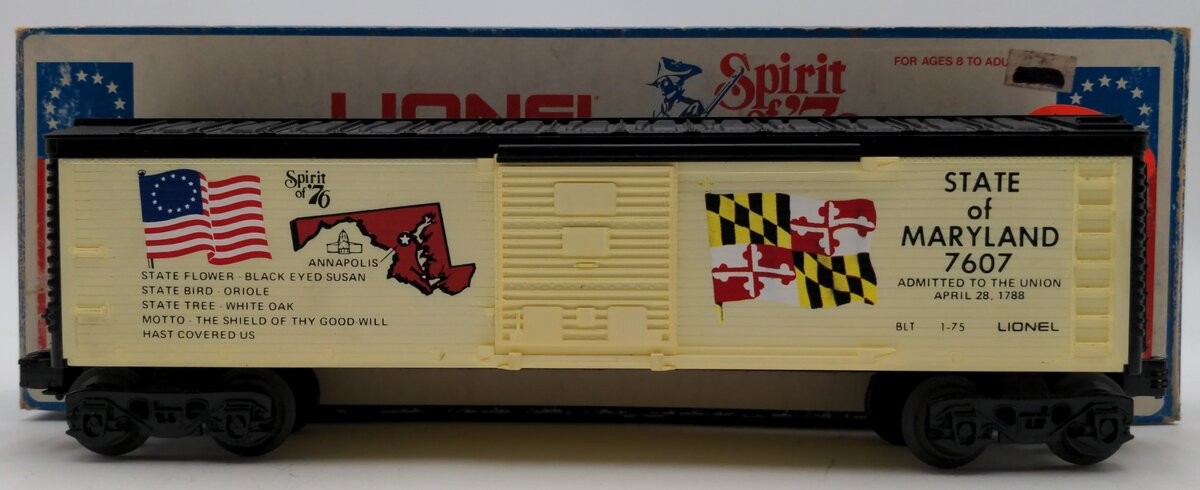 LIONEL
Spirit
of '76
FOR AGES 8 TO
Spirit
of '76
ANNAPOLIS
STATE FLOWER - BLACK EYED SUSAN
STATE BIRD - ORIOLE
STATE TREE - WHITE OAK
MOTTO - THE SHIELD OF THY GOOD WILL
HAST COVERED US
STATE
of
MARYLAND
7607
ADMITTED TO THE UNION
APRIL 28, 1788
BLT 1-75 LIONEL